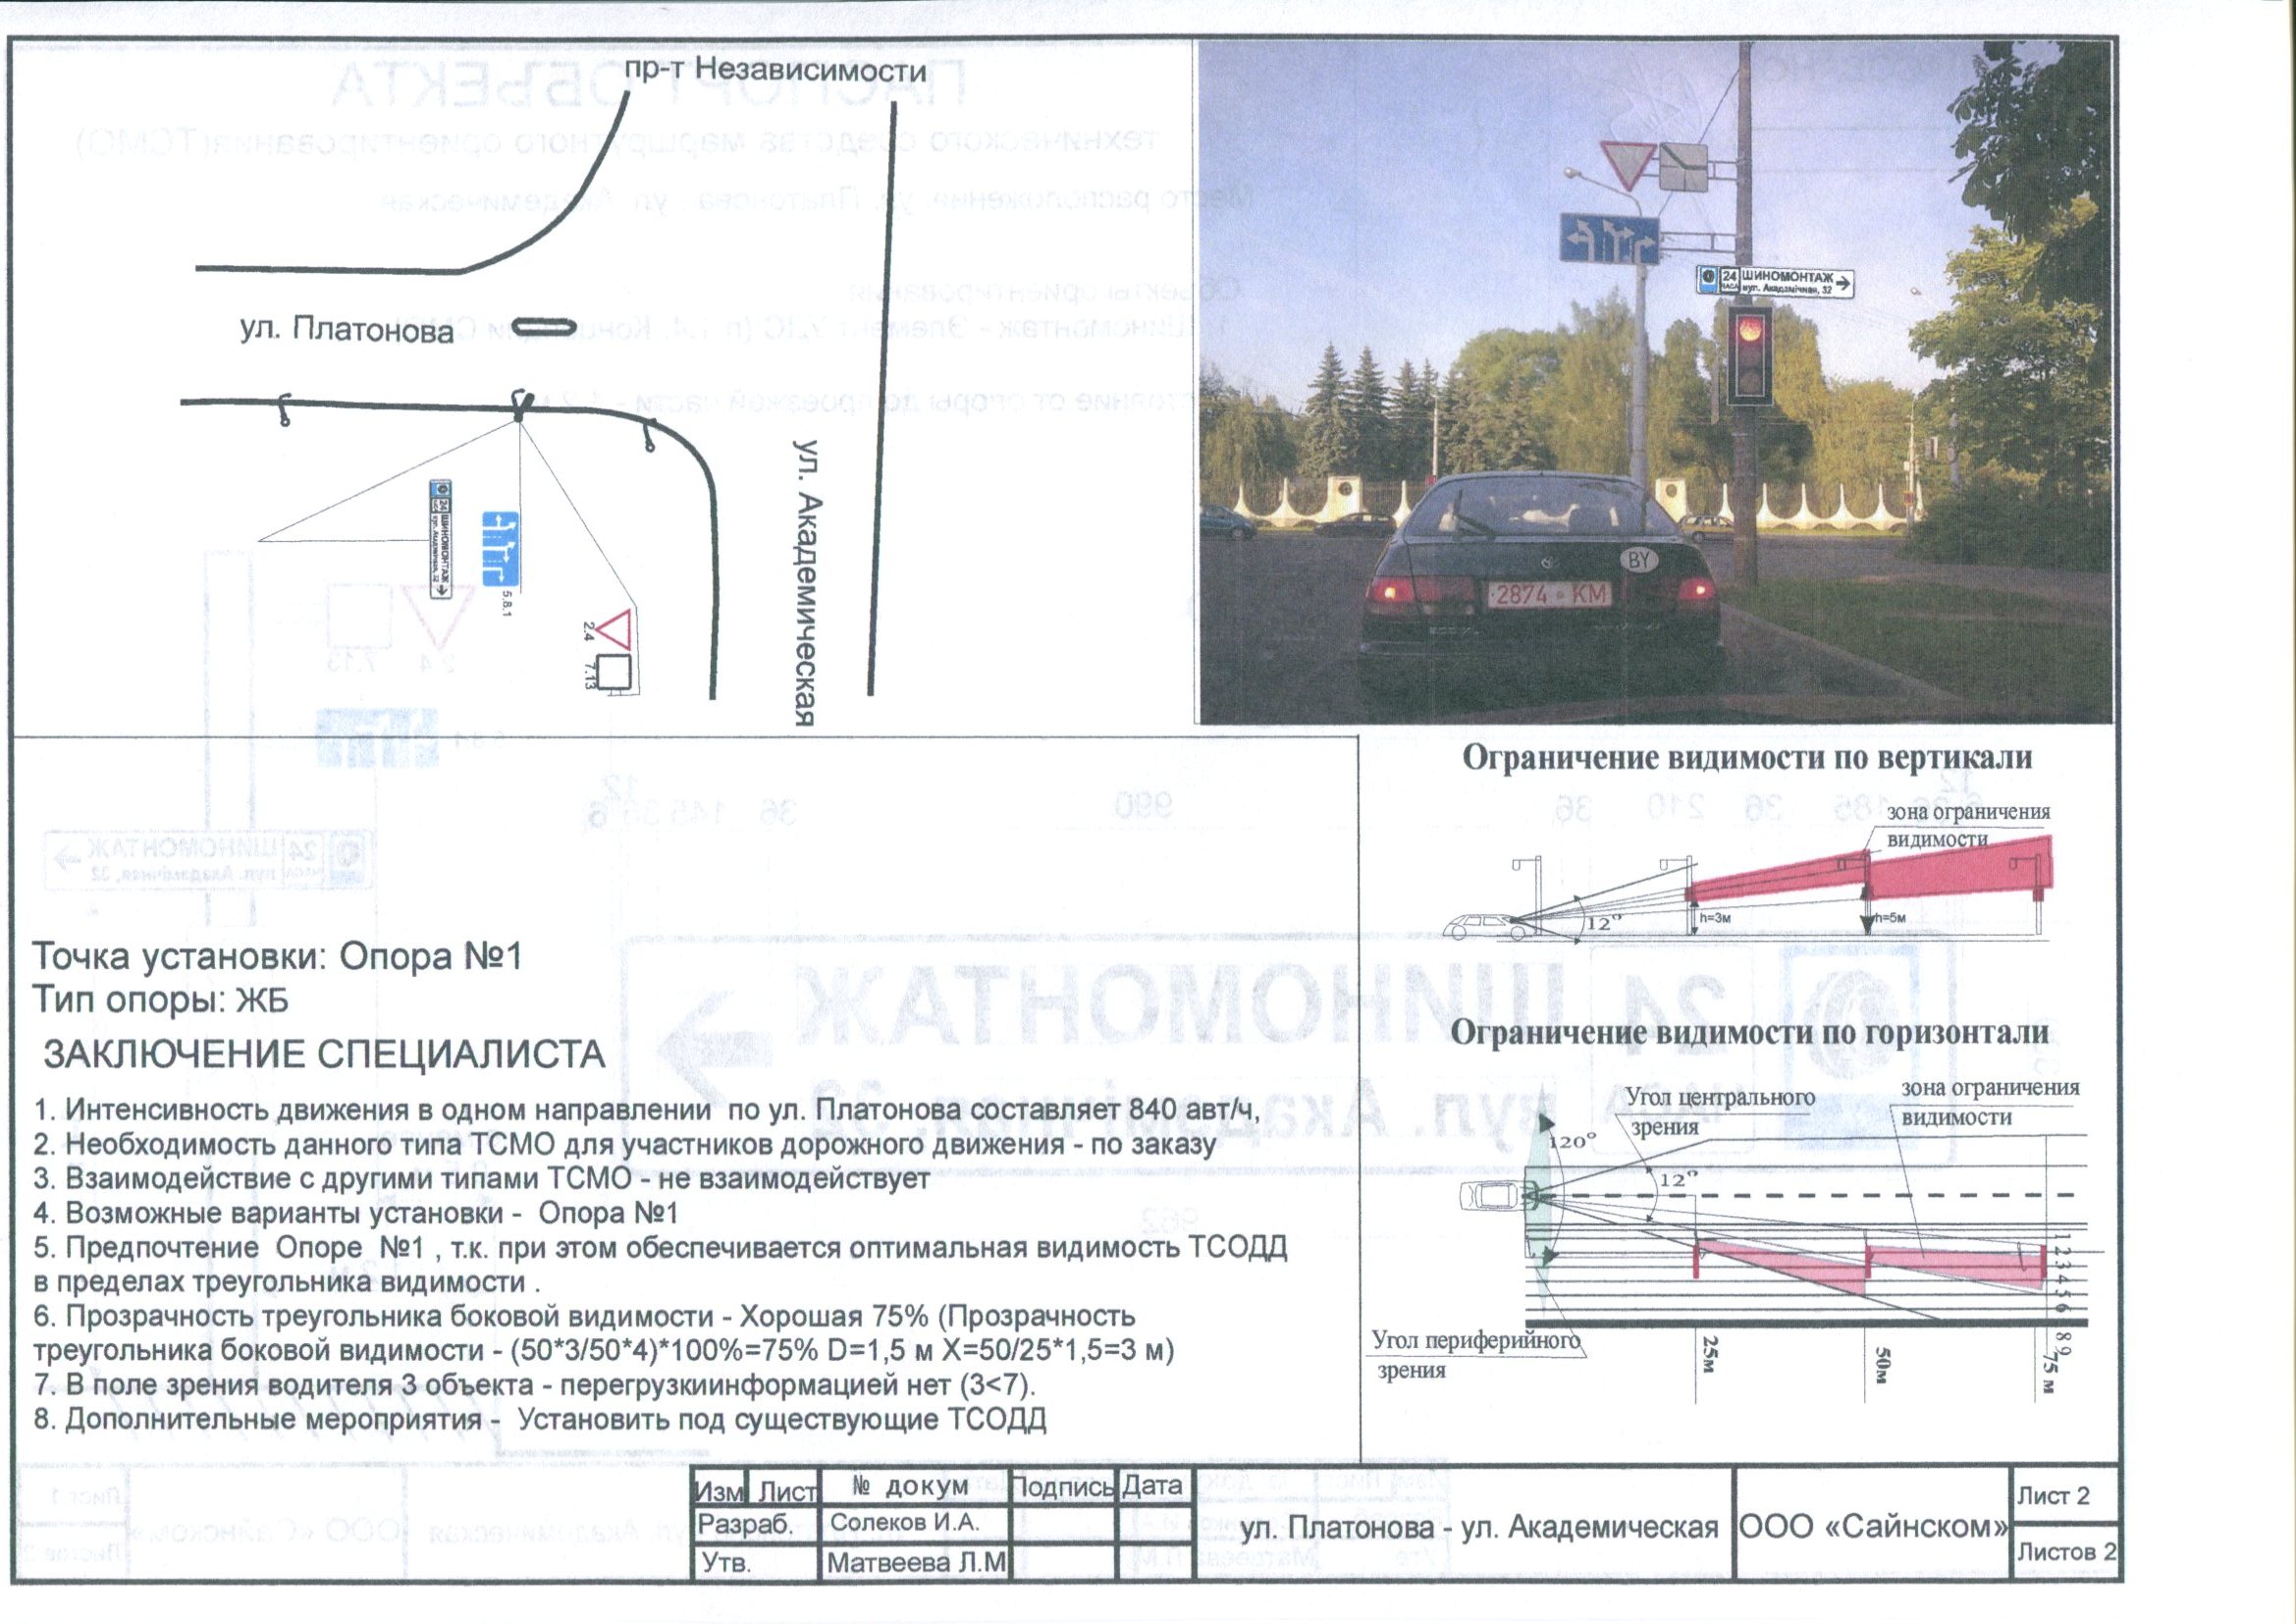 пр-т Независимости
ул. Платонова
ул. Академическая
24 ШИНОМОНТАЖ
ЧАСА вул. Акадэмічная, 32
5.8.1
2.4
7.13
24 ШИНОМОНТАЖ
ЧАСА вул. Акадэмічная, 32
BY
2874 KM
Ограничение видимости по вертикали
зона ограничения
видимости
12°
h=3м
h=5м
Ограничение видимости по горизонтали
Угол центрального
зрения
зона ограничения
видимости
120°
12°
1 2 3 4 5 6 8 9
Угол периферийного
зрения
25м
50м
75 м
Точка установки: Опора №1
Тип опоры: ЖБ
ЗАКЛЮЧЕНИЕ СПЕЦИАЛИСТА
1. Интенсивность движения в одном направлении по ул. Платонова составляет 840 авт/ч,
2. Необходимость данного типа ТСМО для участников дорожного движения - по заказу
3. Взаимодействие с другими типами ТСМО - не взаимодействует
4. Возможные варианты установки - Опора №1
5. Предпочтение Опоре №1 , т.к. при этом обеспечивается оптимальная видимость ТСОДД
в пределах треугольника видимости .
6. Прозрачность треугольника боковой видимости - Хорошая 75% (Прозрачность
треугольника боковой видимости - (50*3/50*4)*100%=75% D=1,5 м X=50/25*1,5=3 м)
7. В поле зрения водителя 3 объекта - перегрузкиинформацией нет (3<7).
8. Дополнительные мероприятия - Установить под существующие ТСОДД
Изм Лист № докум Подпись Дата
Разраб. Солеков И.А.
Утв. Матвеева Л.М
ул. Платонова - ул. Академическая
ООО «Сайнском»
Лист 2
Листов 2